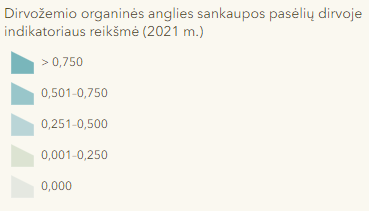 Dirvožemio organinės anglies sankaupos pasėlių dirvoje
indikatoriaus reikšmė (2021 m.)
> 0,750
0,501–0,750
0,251–0,500
0,001–0,250
0,000